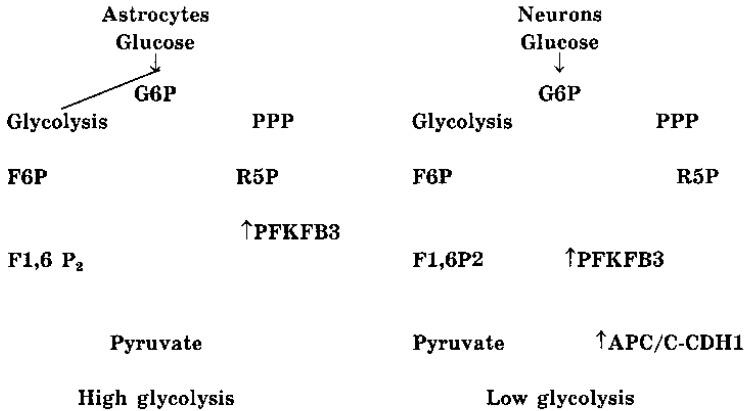 Astrocytes
Glucose
↓
G6P
Glycolysis PPP
F6P R5P
↑PFKFB3
F1,6 P₂
Pyruvate
High glycolysis
Neurons
Glucose
↓
G6P
Glycolysis PPP
F6P R5P
F1,6P2 ↑PFKFB3
Pyruvate ↑APC/C-CDH1
Low glycolysis